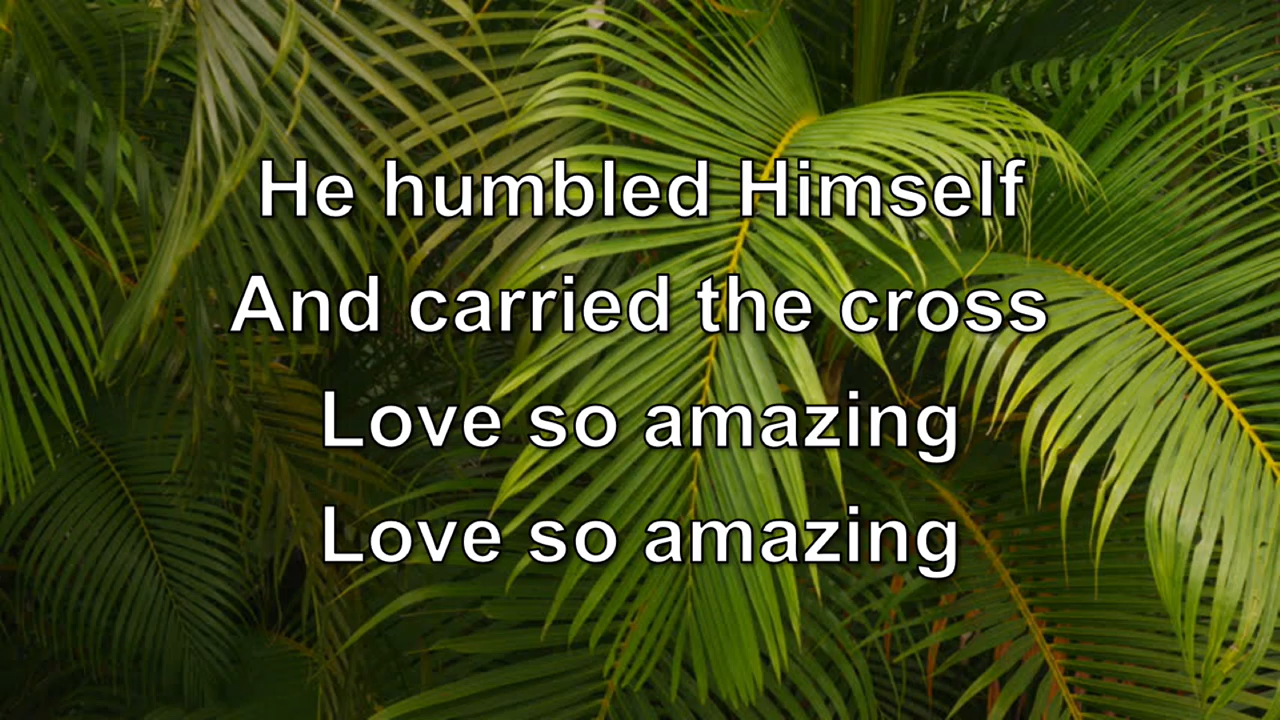 He humbled Himself
And carried the cross
Love so amazing
Love so amazing